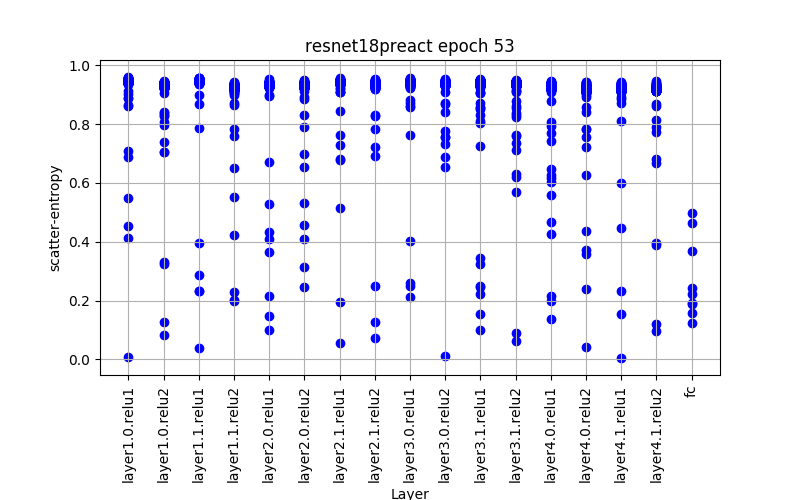 resnet18preact epoch 53
scatter-entropy
1.0
0.8
0.6
0.4
0.2
0.0
layer1.0.relu1
layer1.0.relu2
layer1.1.relu1
layer1.1.relu2
layer2.0.relu1
layer2.0.relu2
layer2.1.relu1
layer2.1.relu2
layer3.0.relu1
layer3.0.relu2
layer3.1.relu1
layer3.1.relu2
layer4.0.relu1
layer4.0.relu2
layer4.1.relu1
layer4.1.relu2
fc
Layer